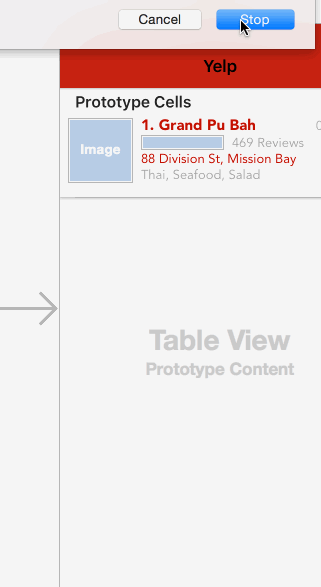 Cancel Stop
Yelp
Prototype Cells
Image
1. Grand Pu Bah
469 Reviews
88 Division St, Mission Bay
Thai, Seafood, Salad
Table View
Prototype Content